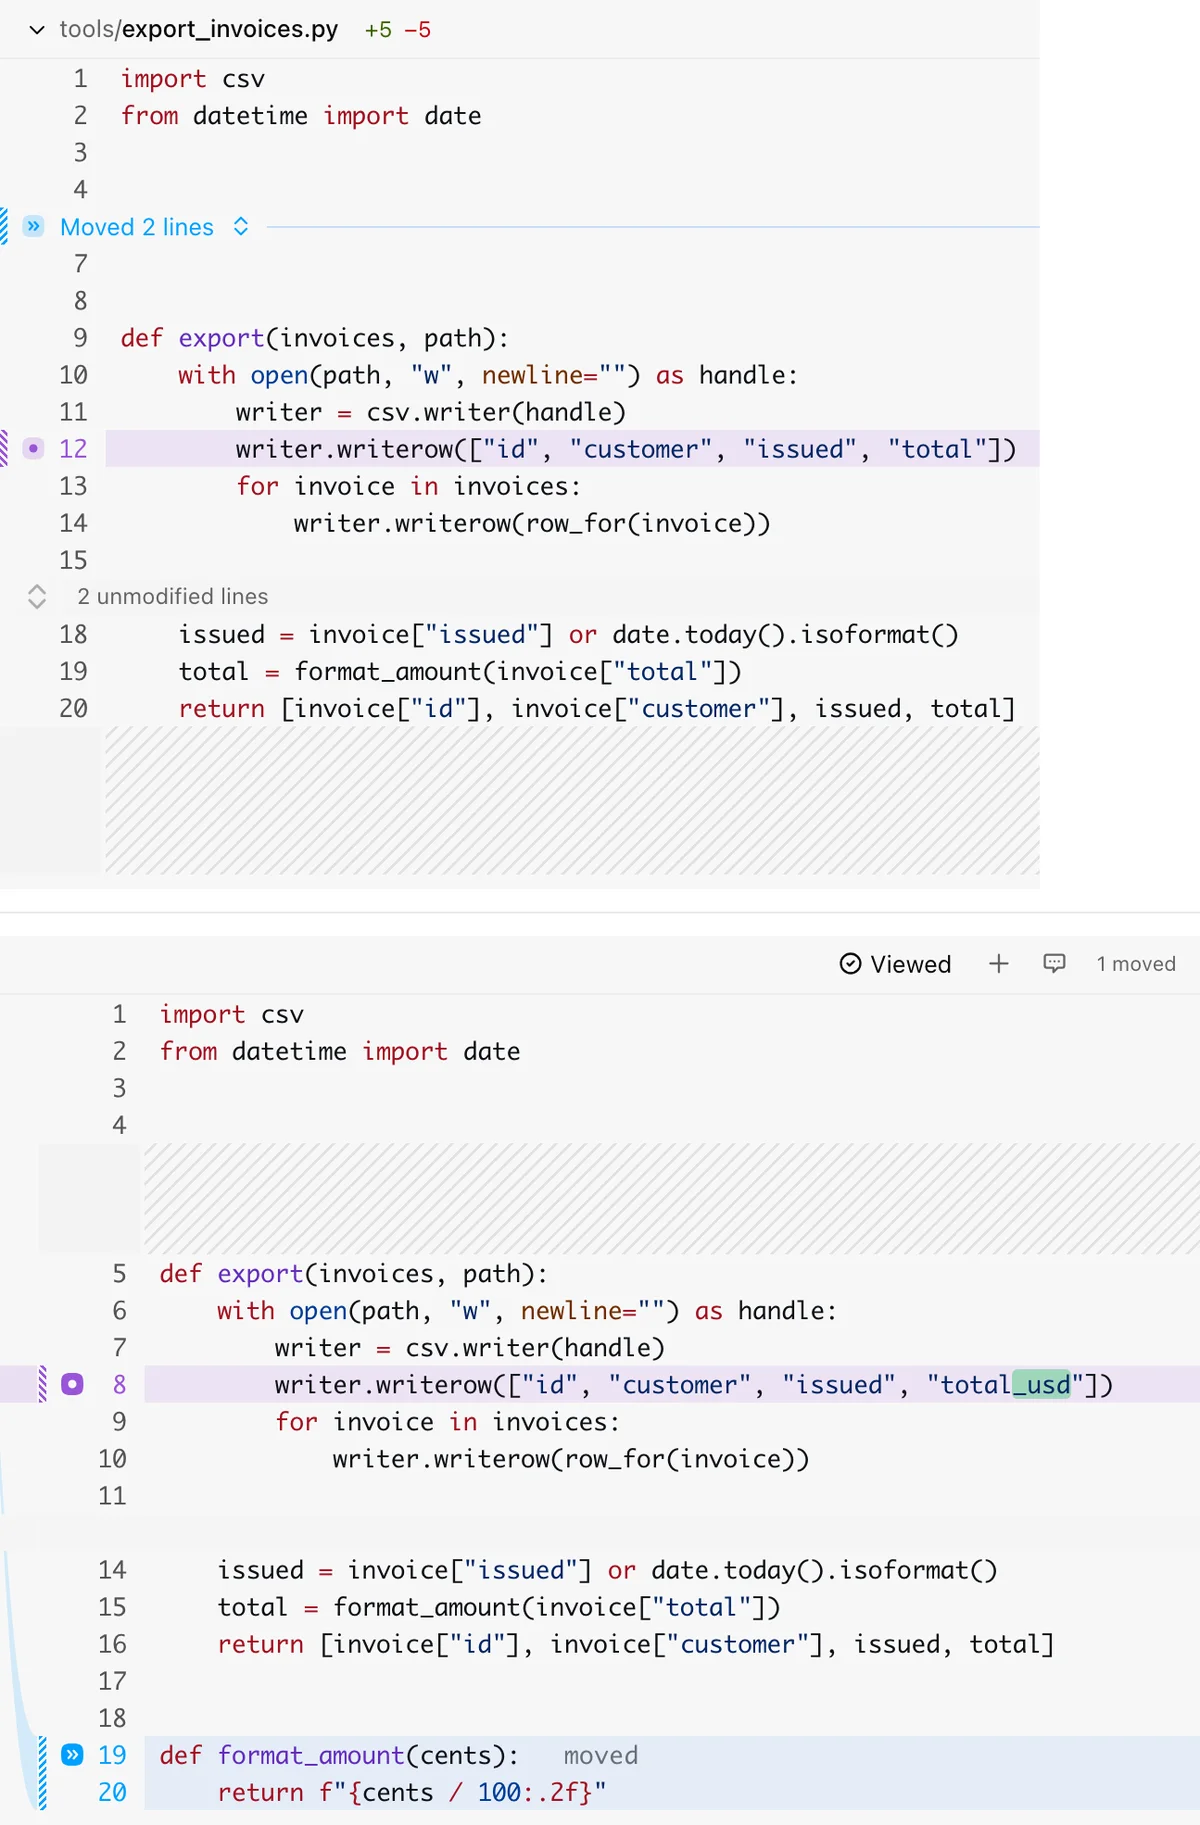 tools/export_invoices.py +5 −5
1 import csv
2 from datetime import date
3
4
Moved 2 lines
7
8
9 def export(invoices, path):
10     with open(path, "w", newline="") as handle:
11         writer = csv.writer(handle)
12         writer.writerow(["id", "customer", "issued", "total"])
13         for invoice in invoices:
14             writer.writerow(row_for(invoice))
15
2 unmodified lines
18     issued = invoice["issued"] or date.today().isoformat()
19     total = format_amount(invoice["total"])
20     return [invoice["id"], invoice["customer"], issued, total]
Viewed 1 moved
1 import csv
2 from datetime import date
3
4
5 def export(invoices, path):
6     with open(path, "w", newline="") as handle:
7         writer = csv.writer(handle)
8         writer.writerow(["id", "customer", "issued", "total_usd"])
9         for invoice in invoices:
10             writer.writerow(row_for(invoice))
11
14     issued = invoice["issued"] or date.today().isoformat()
15     total = format_amount(invoice["total"])
16     return [invoice["id"], invoice["customer"], issued, total]
17
18
19 def format_amount(cents): moved
20     return f"{cents / 100:.2f}"